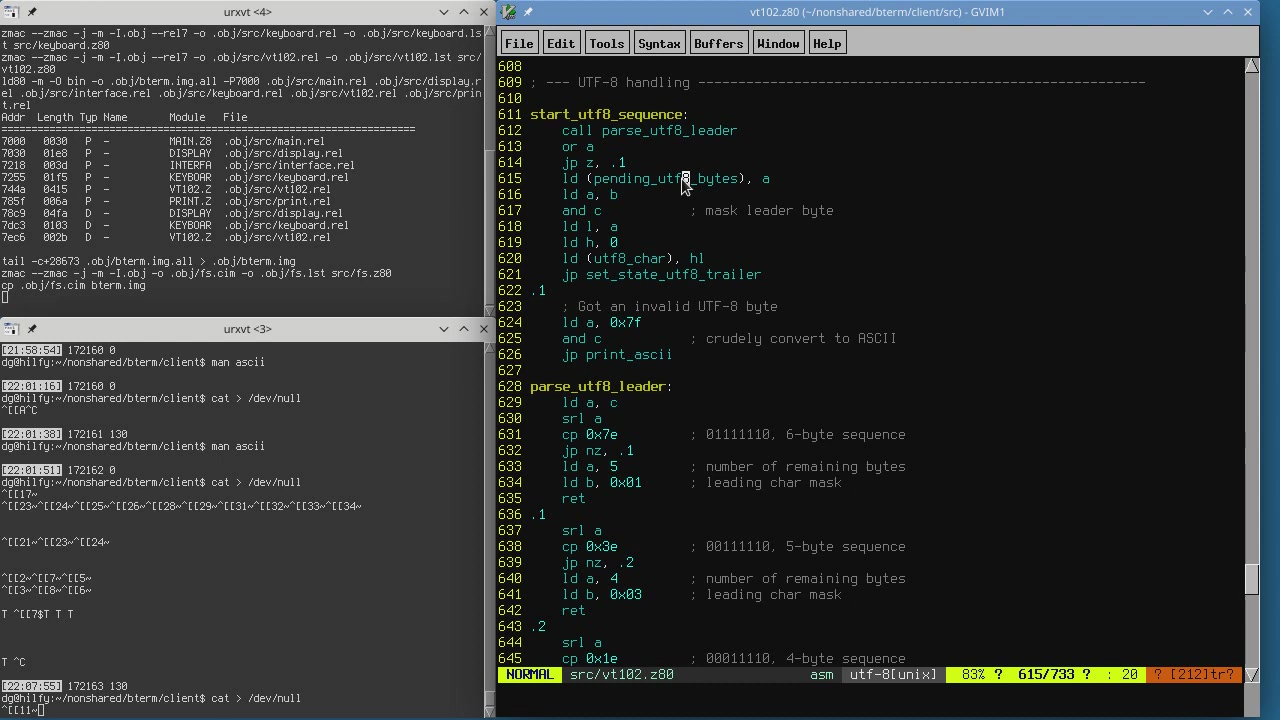 urxvt <4>
zmac --zmac -j -m -I.obj --rel7 -o .obj/src/keyboard.rel -o .obj/src/keyboard.ls
t src/keyboard.z80
zmac --zmac -j -m -I.obj --rel7 -o .obj/src/vt102.rel -o .obj/src/vt102.lst src/
vt102.z80
ld80 -m -O bin -o .obj/bterm.img.all -P7000 .obj/src/main.rel .obj/src/display.r
el .obj/src/interface.rel .obj/src/keyboard.rel .obj/src/vt102.rel .obj/src/prin
t.rel
Addr  Length Typ Name       Module   File
=====================================================================
7000   0030  P  -           MAIN.Z8  .obj/src/main.rel
7030   01e8  P  -           DISPLAY  .obj/src/display.rel
7218   003d  P  -           INTERFA  .obj/src/interface.rel
7255   01f5  P  -           KEYBOAR  .obj/src/keyboard.rel
744a   0415  P  -           VT102.Z  .obj/src/vt102.rel
785f   006a  P  -           PRINT.Z  .obj/src/print.rel
78c9   04fa  D  -           DISPLAY  .obj/src/display.rel
7dc3   0103  D  -           KEYBOAR  .obj/src/keyboard.rel
7ec6   002b  D  -           VT102.Z  .obj/src/vt102.rel
tail -c+28673 .obj/bterm.img.all > .obj/bterm.img
zmac --zmac -j -m -I.obj -o .obj/fs.cim -o .obj/fs.lst src/fs.z80
cp .obj/fs.cim bterm.img
urxvt <3>
[21:58:54] 172160 0
dg@hilfy:~/nonshared/bterm/client$ man ascii
[22:01:16] 172160 0
dg@hilfy:~/nonshared/bterm/client$ cat > /dev/null
^[[A^C
[22:01:38] 172161 130
dg@hilfy:~/nonshared/bterm/client$ man ascii
[22:01:51] 172162 0
dg@hilfy:~/nonshared/bterm/client$ cat > /dev/null
^[[17~
^[[23~^[[24~^[[25~^[[26~^[[28~^[[29~^[[31~^[[32~^[[33~^[[34~
^[[21~^[[23~^[[24~
^[[2~^[[7~^[[5~
^[[3~^[[8~^[[6~
T ^[[7$T T T
T ^C
[22:07:55] 172163 130
dg@hilfy:~/nonshared/bterm/client$ cat > /dev/null
^[[11~
vt102.z80 (~/nonshared/bterm/client/src) - GVIM1
File Edit Tools Syntax Buffers Window Help
608
609 ; --- UTF-8 handling --------------------------------------------------------
610
611 start_utf8_sequence:
612     call parse_utf8_leader
613     or a
614     jp z, .1
615     ld (pending_utf8_bytes), a
616     ld a, b
617     and c           ; mask leader byte
618     ld l, a
619     ld h, 0
620     ld (utf8_char), hl
621     jp set_state_utf8_trailer
622 .1
623     ; Got an invalid UTF-8 byte
624     ld a, 0x7f
625     and c           ; crudely convert to ASCII
626     jp print_ascii
627
628 parse_utf8_leader:
629     ld a, c
630     srl a
631     cp 0x7e         ; 01111110, 6-byte sequence
632     jp nz, .1
633     ld a, 5         ; number of remaining bytes
634     ld b, 0x01      ; leading char mask
635     ret
636 .1
637     srl a
638     cp 0x3e         ; 00111110, 5-byte sequence
639     jp nz, .2
640     ld a, 4         ; number of remaining bytes
641     ld b, 0x03      ; leading char mask
642     ret
643 .2
644     srl a
645     cp 0x1e         ; 00011110, 4-byte sequence
NORMAL src/vt102.z80 asm utf-8[unix] 83% ? 615/733 ? : 20 ? [212]tr?